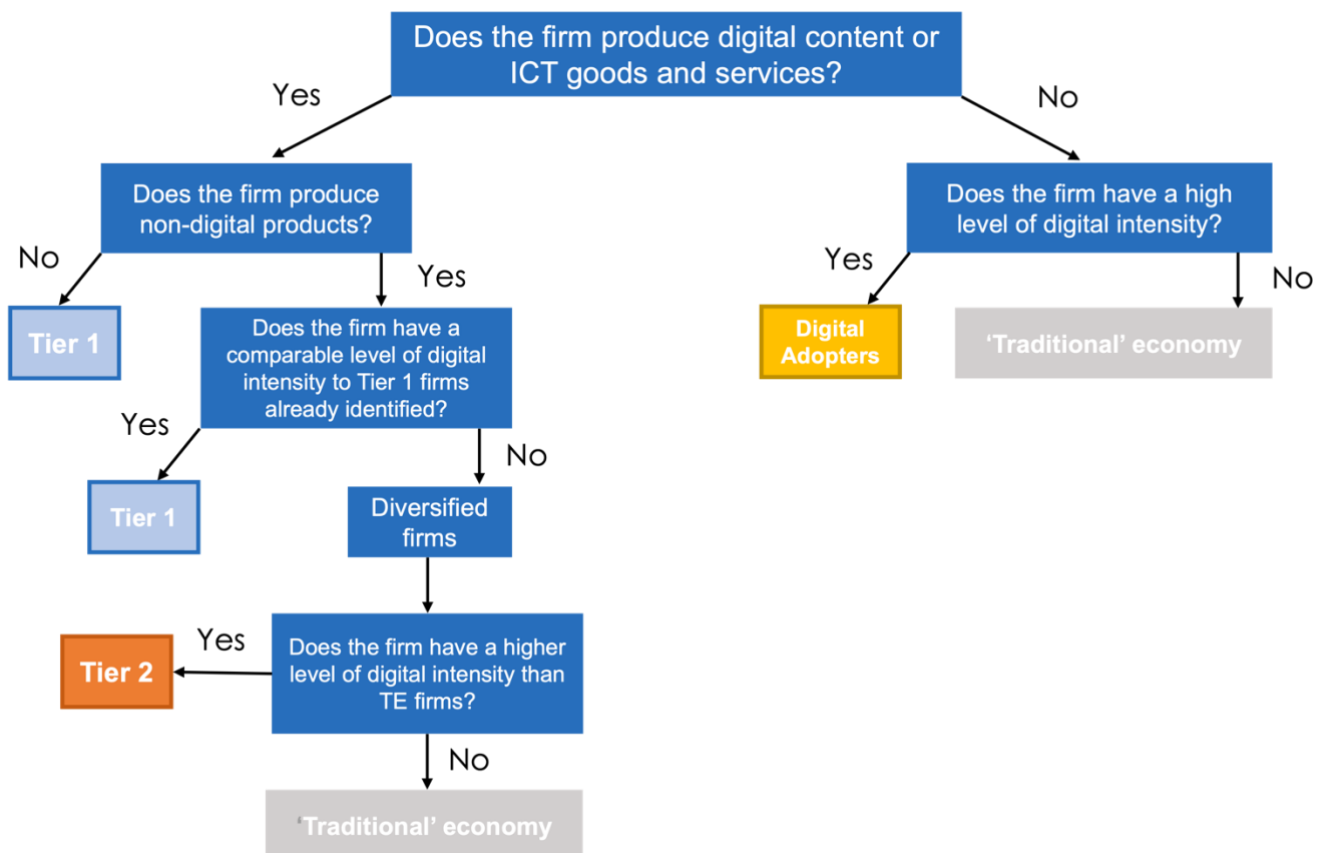 Does the firm produce digital content or
ICT goods and services?
Yes
No
Does the firm produce
non-digital products?
Does the firm have a high
level of digital intensity?
No
Yes
Yes
No
Tier 1
Does the firm have a
comparable level of digital
intensity to Tier 1 firms
already identified?
Digital
Adopters
‘Traditional’ economy
Yes
No
Tier 1
Diversified
firms
Yes
Tier 2
Does the firm have a higher
level of digital intensity than
TE firms?
No
‘Traditional’ economy